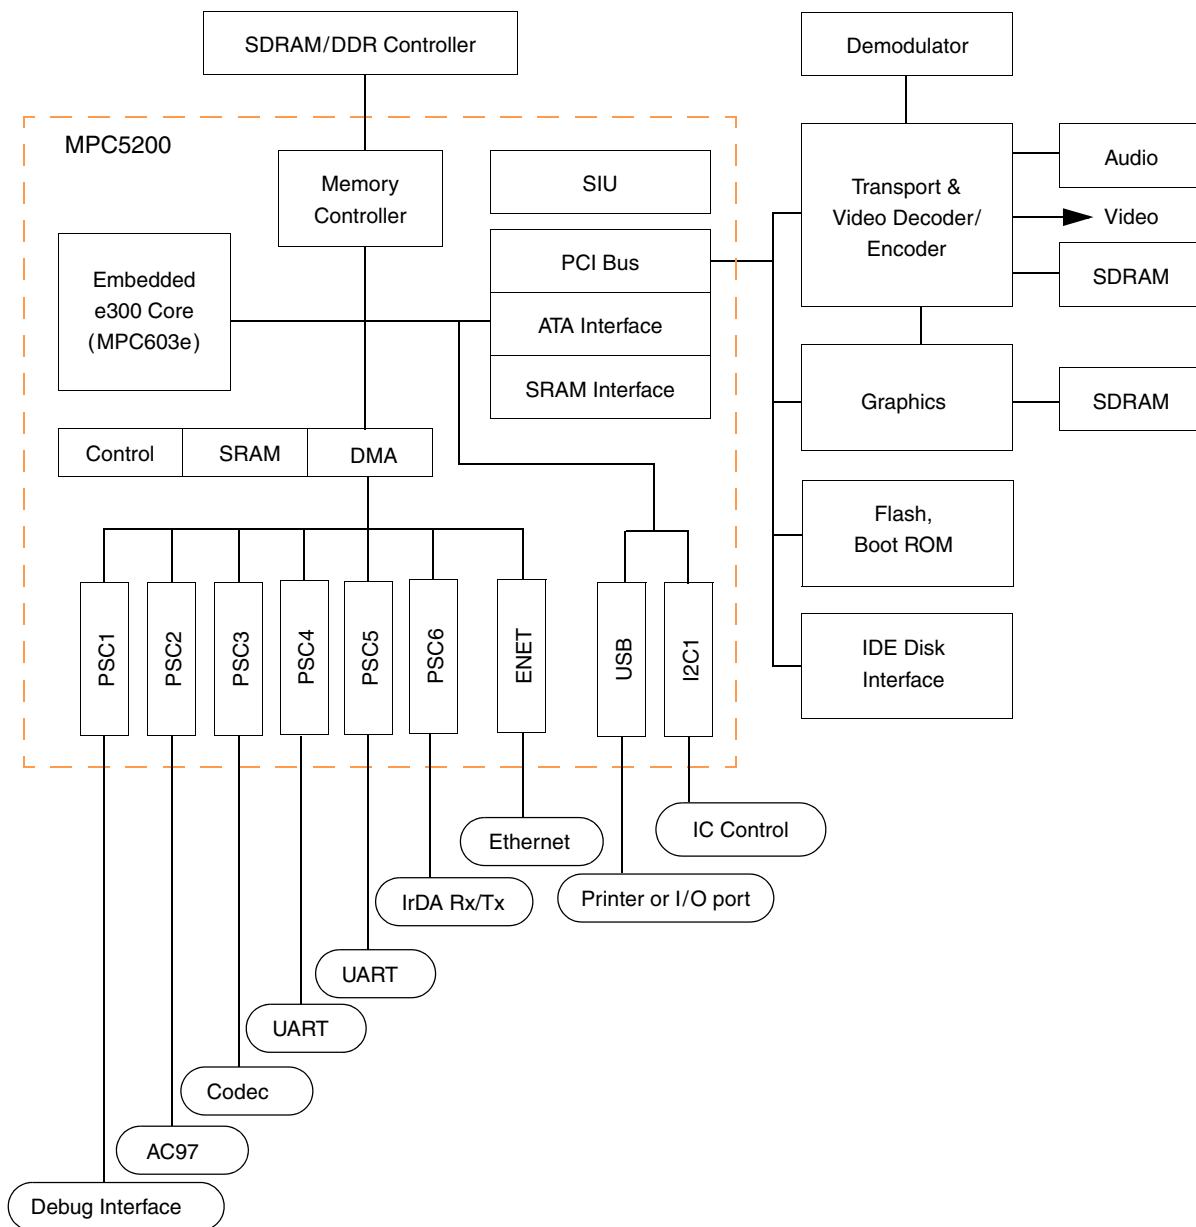 SDRAM/DDR Controller
Demodulator
MPC5200
Memory
Controller
SIU
Transport &
Video Decoder/
Encoder
Audio
Video
SDRAM
Embedded
e300 Core
(MPC603e)
PCI Bus
ATA Interface
SRAM Interface
Graphics
SDRAM
Control
SRAM
DMA
Flash,
Boot ROM
PSC1
PSC2
PSC3
PSC4
PSC5
PSC6
ENET
USB
I2C1
IDE Disk
Interface
Ethernet
IC Control
IrDA Rx/Tx
Printer or I/O port
UART
UART
Codec
AC97
Debug Interface